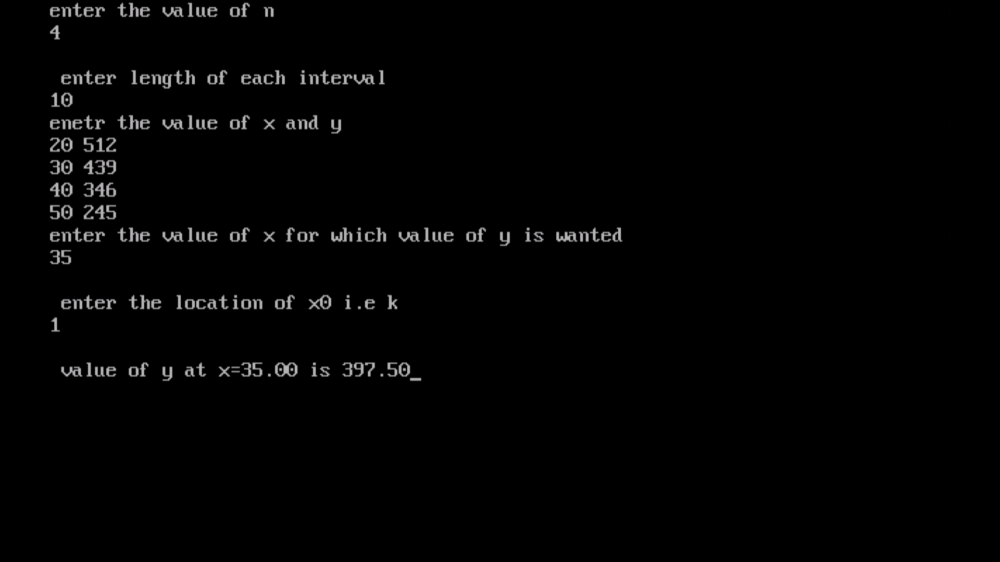 enter the value of n
4
enter length of each interval
10
enetr the value of x and y
20 512
30 439
40 346
50 245
enter the value of x for which value of y is wanted
35
enter the location of x0 i.e k
1
value of y at x=35.00 is 397.50_